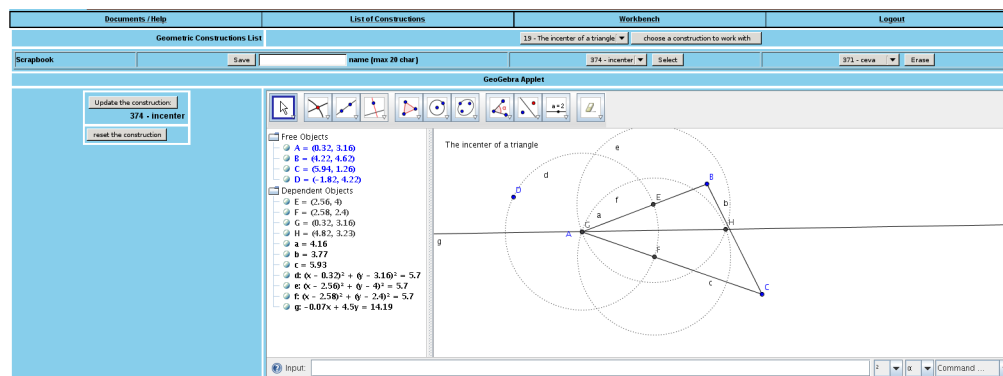 Documents/Help List of Constructions Workbench Logout
Geometric Constructions List 19 - The incenter of a triangle choose a construction to work with
Scrapbook Save name (max 20 char) 374 - incenter Select 371 - ceva Erase
GeoGebra Applet
Update the construction:
374 - incenter
reset the construction
a=2
Free Objects
A = (0.32, 3.16)
B = (4.22, 4.62)
C = (5.94, 1.26)
D = (-1.82, 4.22)
Dependent Objects
E = (2.56, 4)
F = (2.58, 2.4)
G = (0.32, 3.16)
H = (4.82, 3.23)
a = 4.16
b = 3.77
c = 5.93
d: (x - 0.32)² + (y - 3.16)² = 5.7
e: (x - 2.56)² + (y - 4)² = 5.7
f: (x - 2.58)² + (y - 2.4)² = 5.7
g: -0.07x + 4.5y = 14.19
The incenter of a triangle
e
d
B
D
E
f
b
a
G
H
A
g
F
c
C
Input: 2 α Command ...